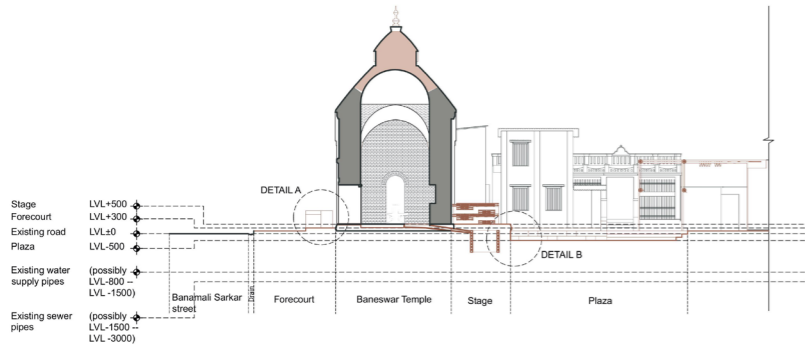 DETAIL A
Stage LVL+500
Forecourt LVL+300
Existing road LVL±0
Plaza LVL-500
DETAIL B
Existing water (possibly
supply pipes LVL-800 --
LVL -1500)
Banamali Sarkar
street
Drain
Forecourt
Baneswar Temple
Stage
Plaza
Existing sewer (possibly
pipes LVL-1500 --
LVL -3000)